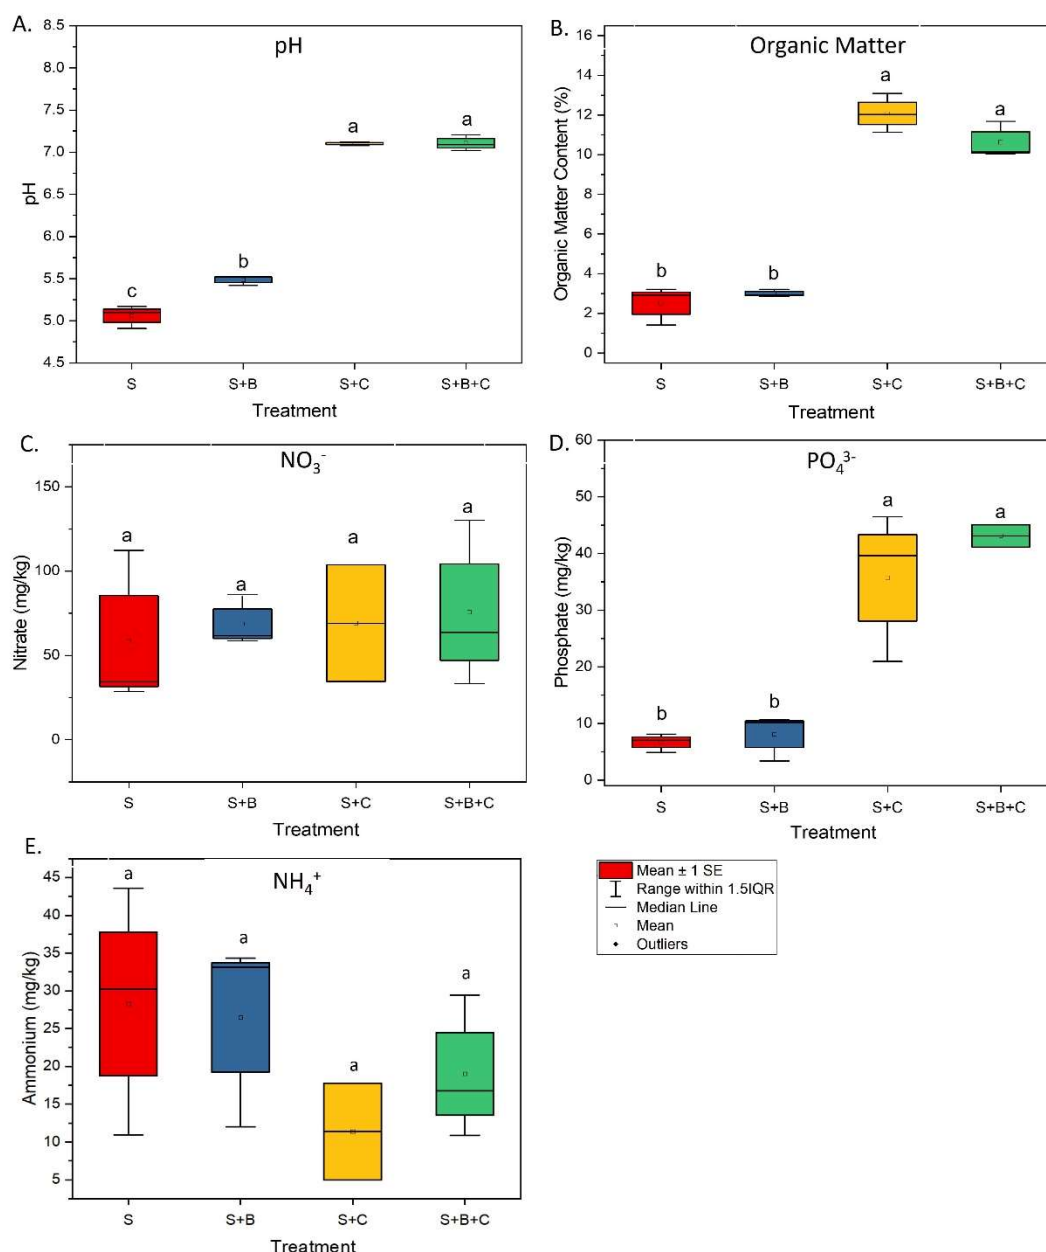 A.
pH
8.5
8.0
7.5
7.0
6.5
6.0
5.5
5.0
4.5
pH
c
b
a
a
S
S+B
S+C
S+B+C
Treatment
B.
Organic Matter
16
14
12
10
8
6
4
2
0
Organic Matter Content (%)
b
b
a
a
S
S+B
S+C
S+B+C
Treatment
C.
NO₃⁻
150
100
50
0
Nitrate (mg/kg)
a
a
a
a
S
S+B
S+C
S+B+C
Treatment
D.
PO₄³⁻
60
50
40
30
20
10
0
Phosphate (mg/kg)
b
b
a
a
S
S+B
S+C
S+B+C
Treatment
E.
NH₄⁺
45
40
35
30
25
20
15
10
5
Ammonium (mg/kg)
a
a
a
a
S
S+B
S+C
S+B+C
Treatment
Mean ± 1 SE
Range within 1.5IQR
Median Line
Mean
Outliers